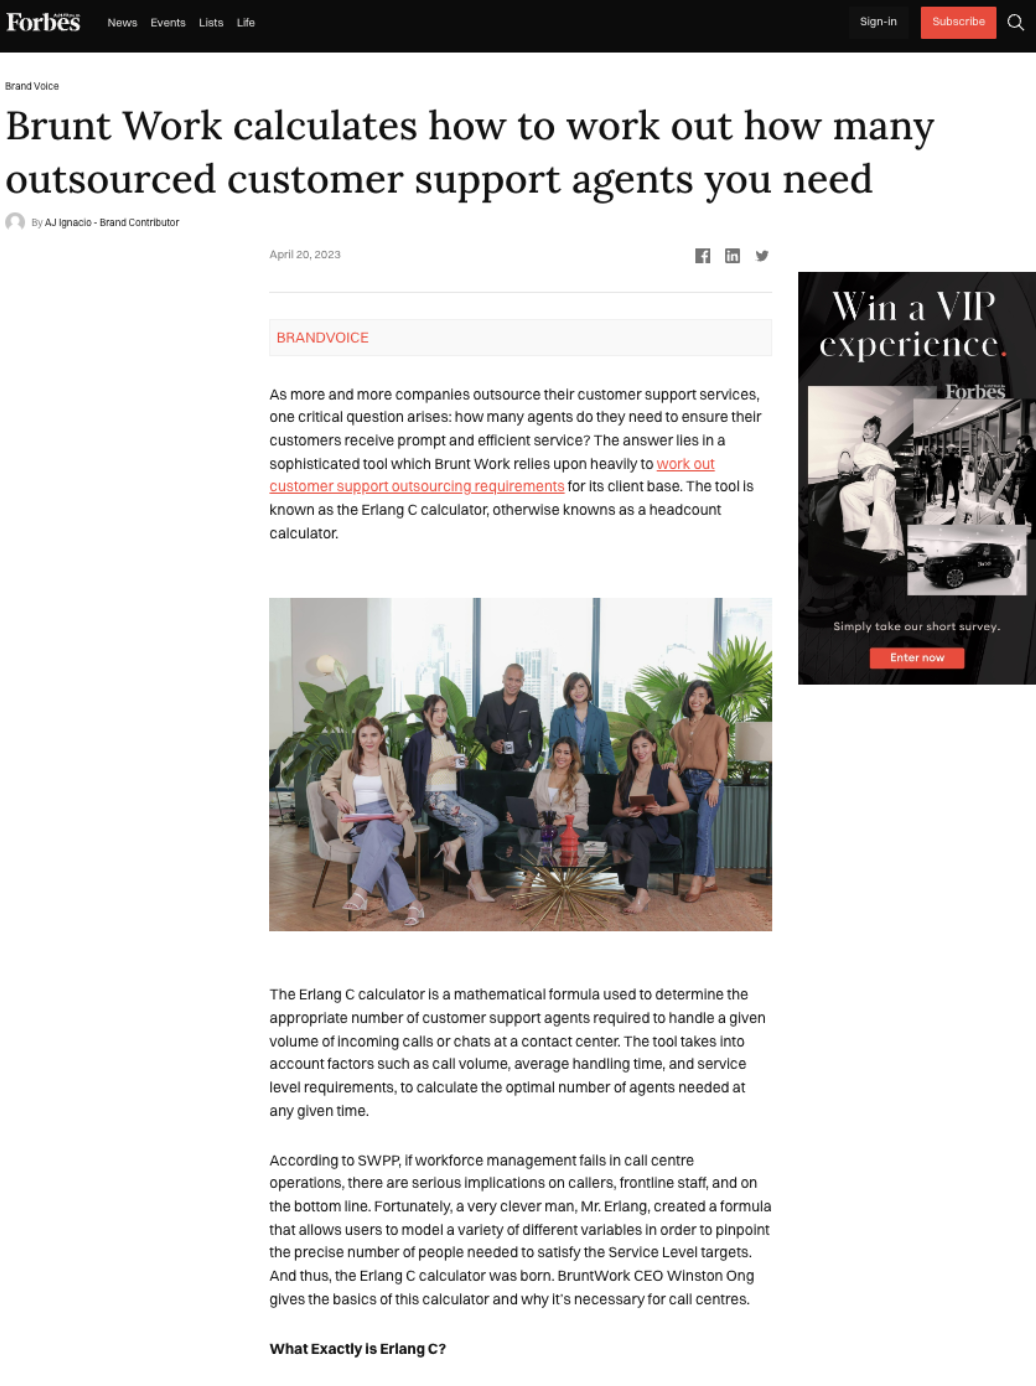 Forbes
News Events Lists Life
Sign-in
Subscribe
Brand Voice
Brunt Work calculates how to work out how many
outsourced customer support agents you need
By AJ Ignacio - Brand Contributor
April 20, 2023
BRANDVOICE
As more and more companies outsource their customer support services,
one critical question arises: how many agents do they need to ensure their
customers receive prompt and efficient service? The answer lies in a
sophisticated tool which Brunt Work relies upon heavily to work out
customer support outsourcing requirements for its client base. The tool is
known as the Erlang C calculator, otherwise knowns as a headcount
calculator.
Win a VIP
experience.
Forbes
Simply take our short survey.
Enter now
The Erlang C calculator is a mathematical formula used to determine the
appropriate number of customer support agents required to handle a given
volume of incoming calls or chats at a contact center. The tool takes into
account factors such as call volume, average handling time, and service
level requirements, to calculate the optimal number of agents needed at
any given time.
According to SWPP, if workforce management fails in call centre
operations, there are serious implications on callers, frontline staff, and on
the bottom line. Fortunately, a very clever man, Mr. Erlang, created a formula
that allows users to model a variety of different variables in order to pinpoint
the precise number of people needed to satisfy the Service Level targets.
And thus, the Erlang C calculator was born. BruntWork CEO Winston Ong
gives the basics of this calculator and why it's necessary for call centres.
What Exactly is Erlang C?